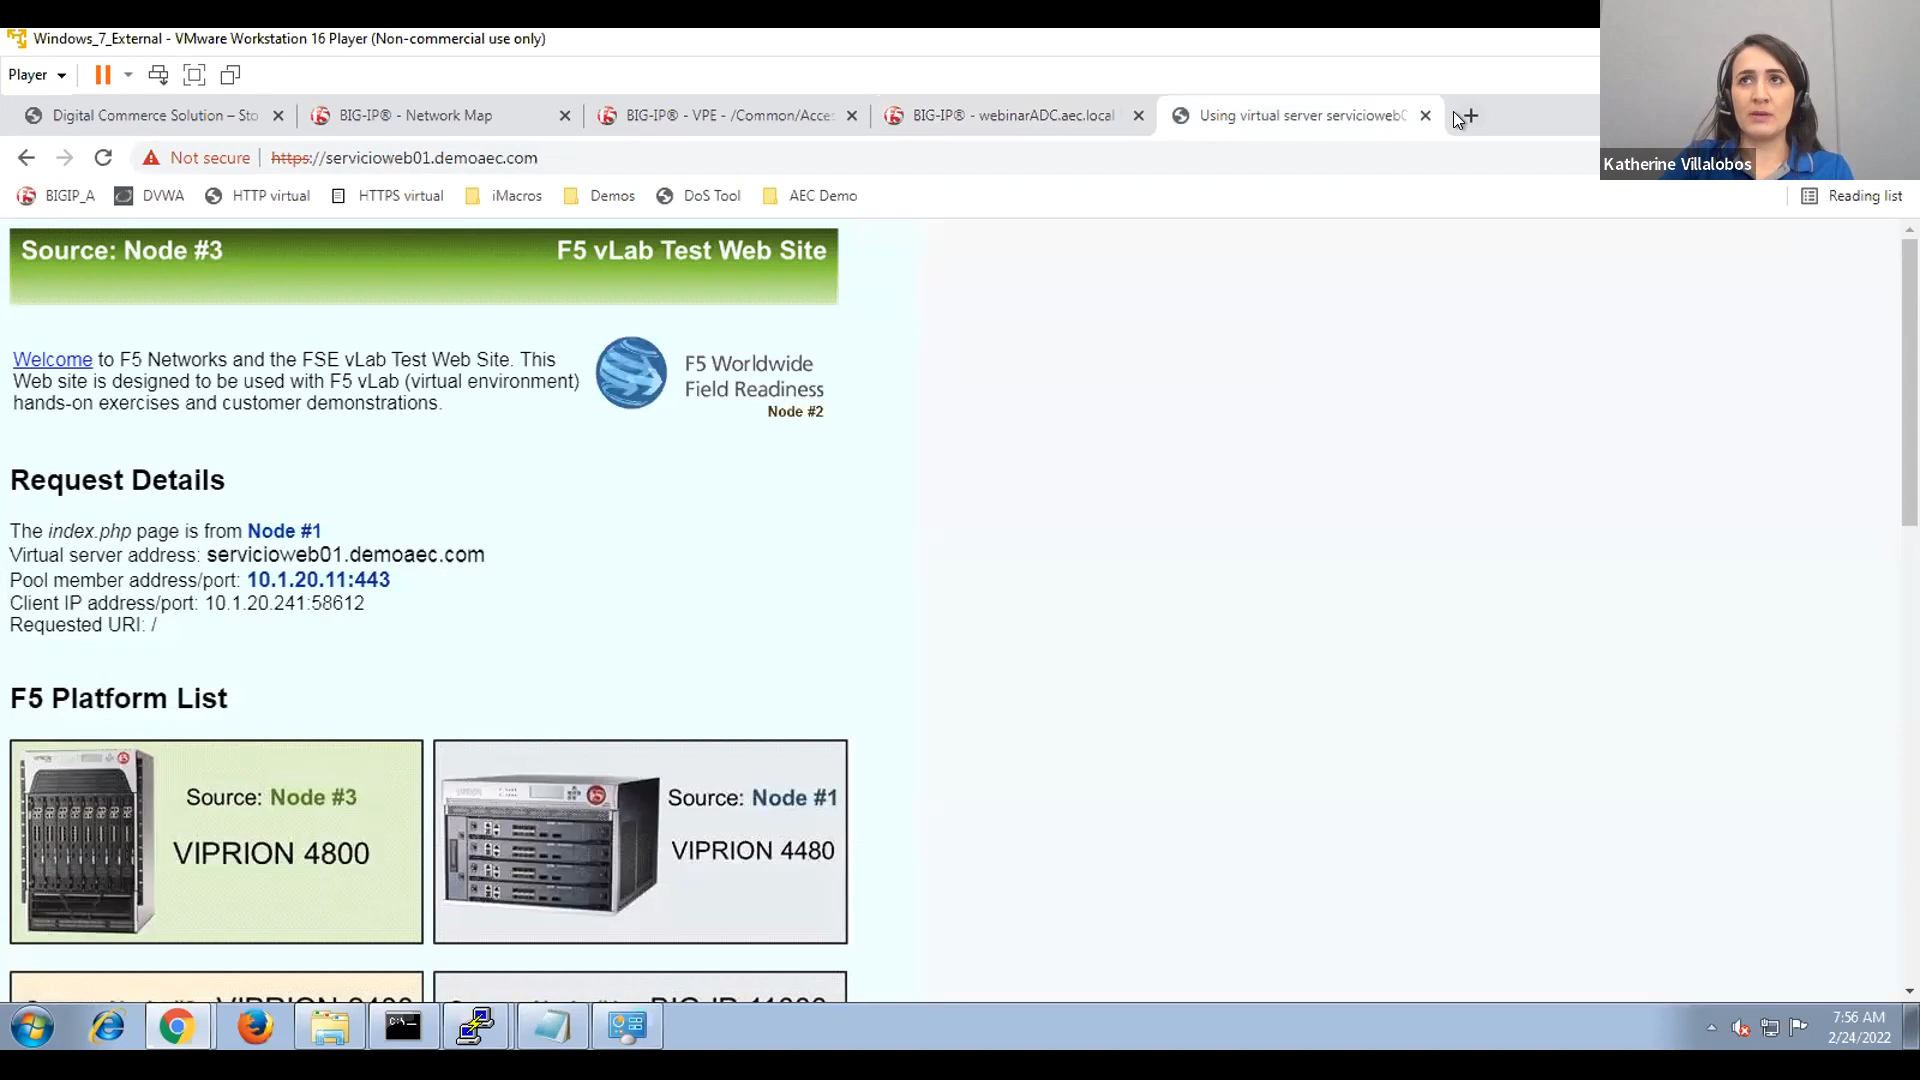 Windows_7_External - VMware Workstation 16 Player (Non-commercial use only)
Player
Digital Commerce Solution – Sto
BIG-IP® - Network Map
BIG-IP® - VPE - /Common/Acce
BIG-IP® - webinarADC.aec.local
Using virtual server servicioweb
Katherine Villalobos
Not secure
https://servicioweb01.demoaec.com
BIGIP_A
DVWA
HTTP virtual
HTTPS virtual
iMacros
Demos
DoS Tool
AEC Demo
Reading list
Source: Node #3
F5 vLab Test Web Site
Welcome to F5 Networks and the FSE vLab Test Web Site. This
Web site is designed to be used with F5 vLab (virtual environment)
hands-on exercises and customer demonstrations.
F5 Worldwide
Field Readiness
Node #2
Request Details
The index.php page is from Node #1
Virtual server address: servicioweb01.demoaec.com
Pool member address/port: 10.1.20.11:443
Client IP address/port: 10.1.20.241:58612
Requested URI: /
F5 Platform List
Source: Node #3
VIPRION 4800
Source: Node #1
VIPRION 4480
7:56 AM
2/24/2022